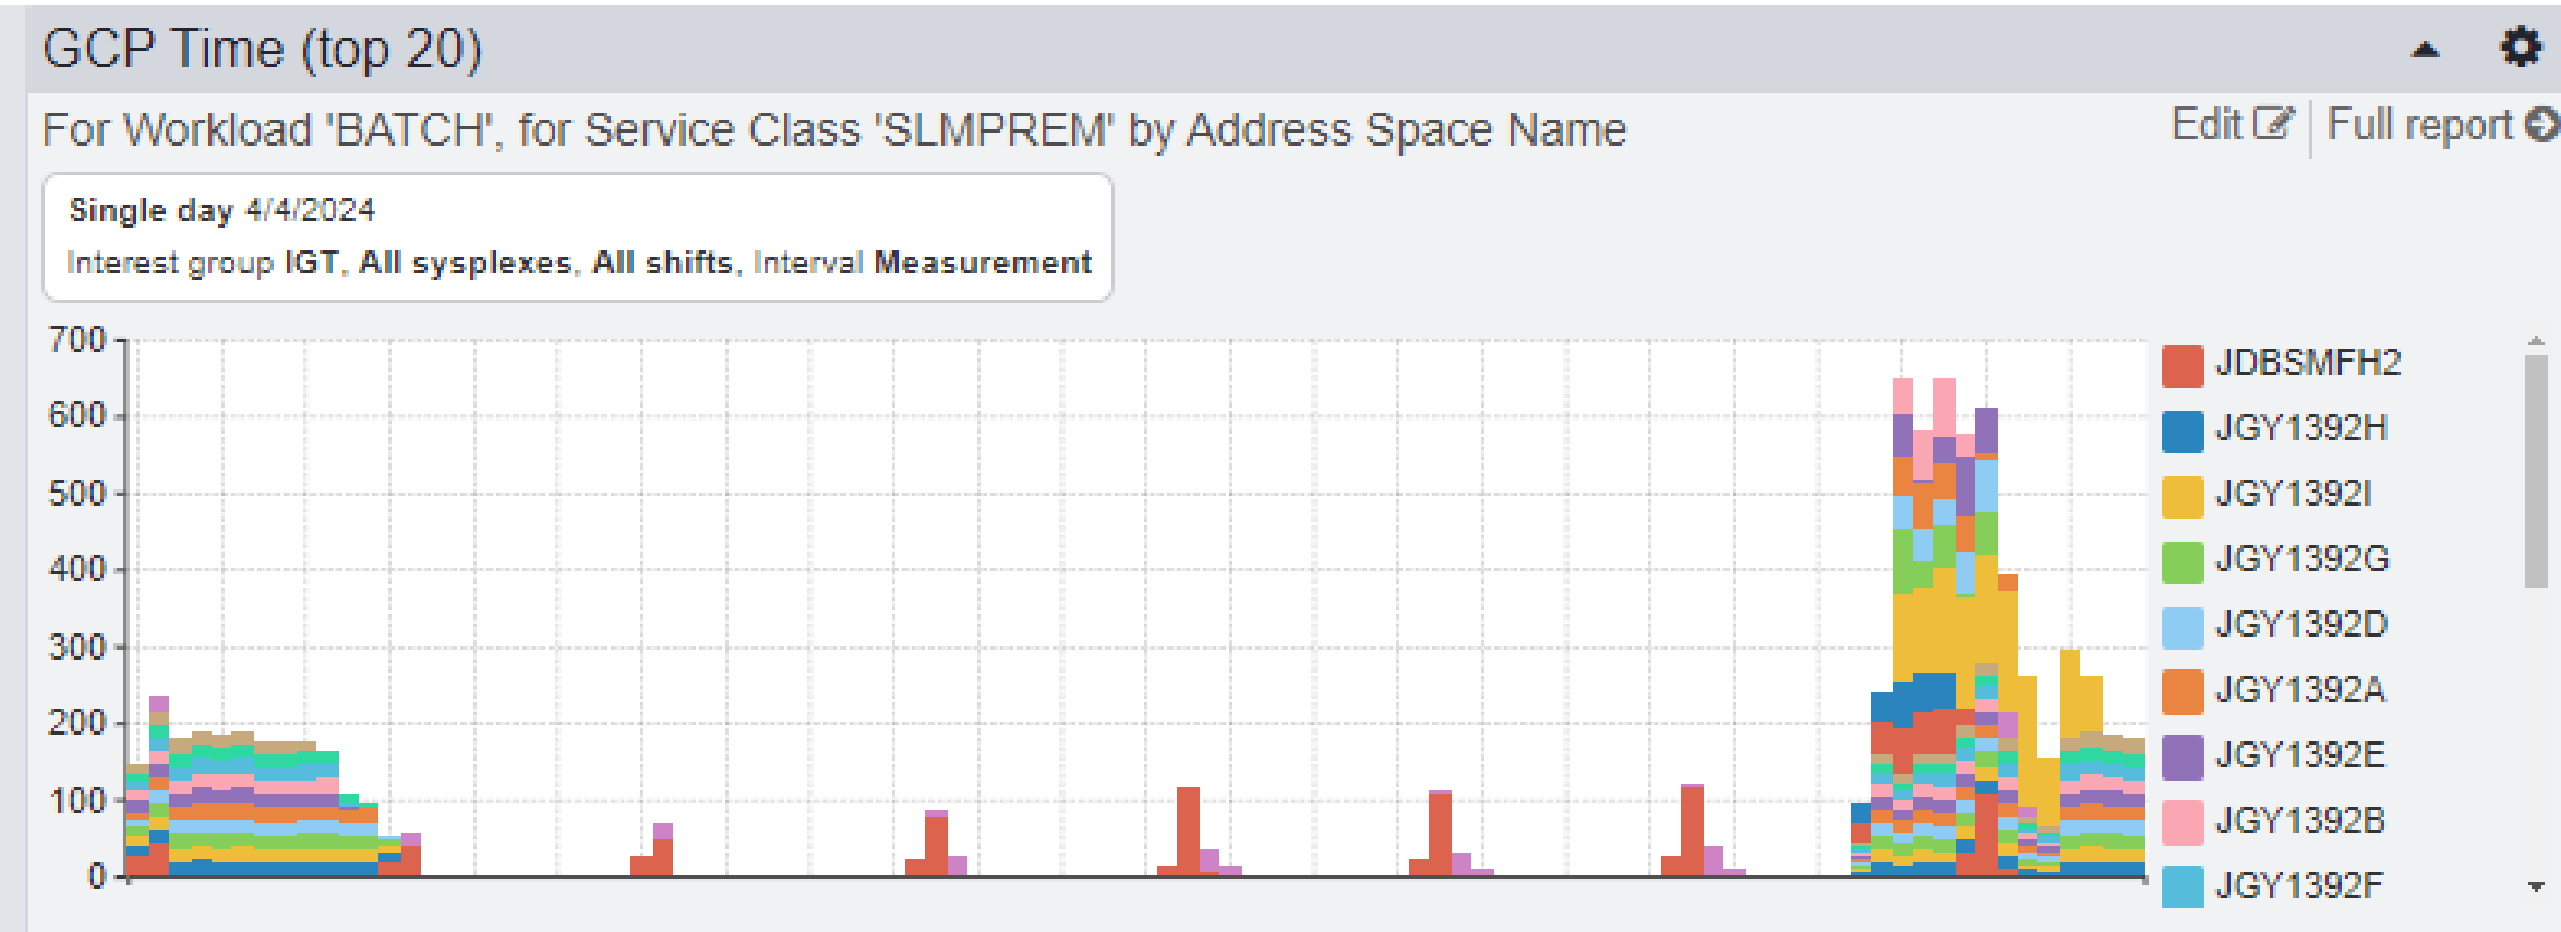 GCP Time (top 20)
For Workload 'BATCH', for Service Class 'SLMPREM' by Address Space Name
Edit
Full report
Single day 4/4/2024
Interest group IGT, All sysplexes, All shifts, Interval Measurement
700
600
500
400
300
200
100
0
JDBSMFH2
JGY1392H
JGY1392I
JGY1392G
JGY1392D
JGY1392A
JGY1392E
JGY1392B
JGY1392F